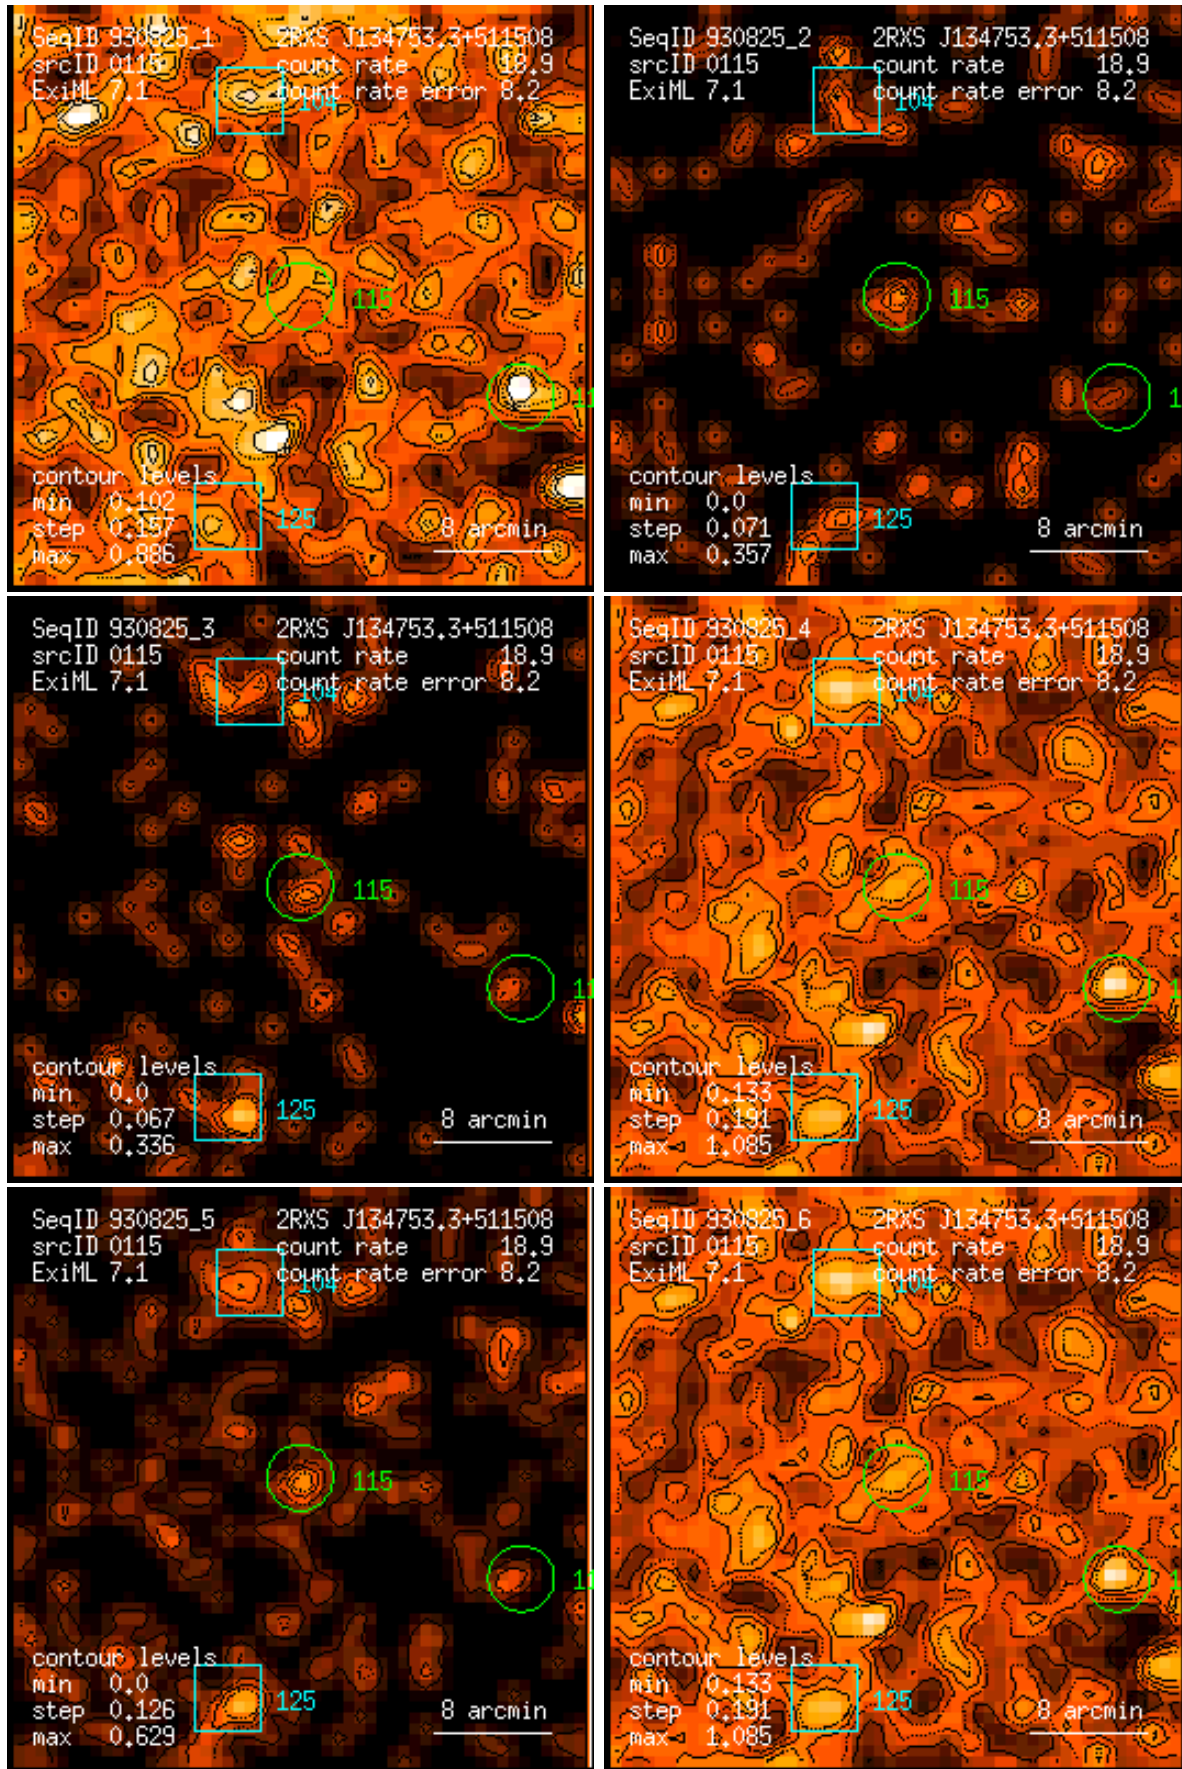 SeqID 930825_1 2RXS J134753.3+511508
srcID 0115 count rate 18.9
ExiML 7.1 count rate error 8.2
104
115
11
contour levels
min 0.102
step 0.157
max 0.886
125
8 arcmin
SeqID 930825_2 2RXS J134753.3+511508
srcID 0115 count rate 18.9
ExiML 7.1 count rate error 8.2
104
115
1
contour levels
min 0.0
step 0.071
max 0.357
125
8 arcmin
SeqID 930825_3 2RXS J134753.3+511508
srcID 0115 count rate 18.9
ExiML 7.1 count rate error 8.2
104
115
11
contour levels
min 0.0
step 0.067
max 0.336
125
8 arcmin
SeqID 930825_4 2RXS J134753.3+511508
srcID 0115 count rate 18.9
ExiML 7.1 count rate error 8.2
104
115
1
contour levels
min 0.133
step 0.191
max 1.085
125
8 arcmin
SeqID 930825_5 2RXS J134753.3+511508
srcID 0115 count rate 18.9
ExiML 7.1 count rate error 8.2
104
115
11
contour levels
min 0.0
step 0.126
max 0.629
125
8 arcmin
SeqID 930825_6 2RXS J134753.3+511508
srcID 0115 count rate 18.9
ExiML 7.1 count rate error 8.2
104
115
1
contour levels
min 0.133
step 0.191
max 1.085
125
8 arcmin